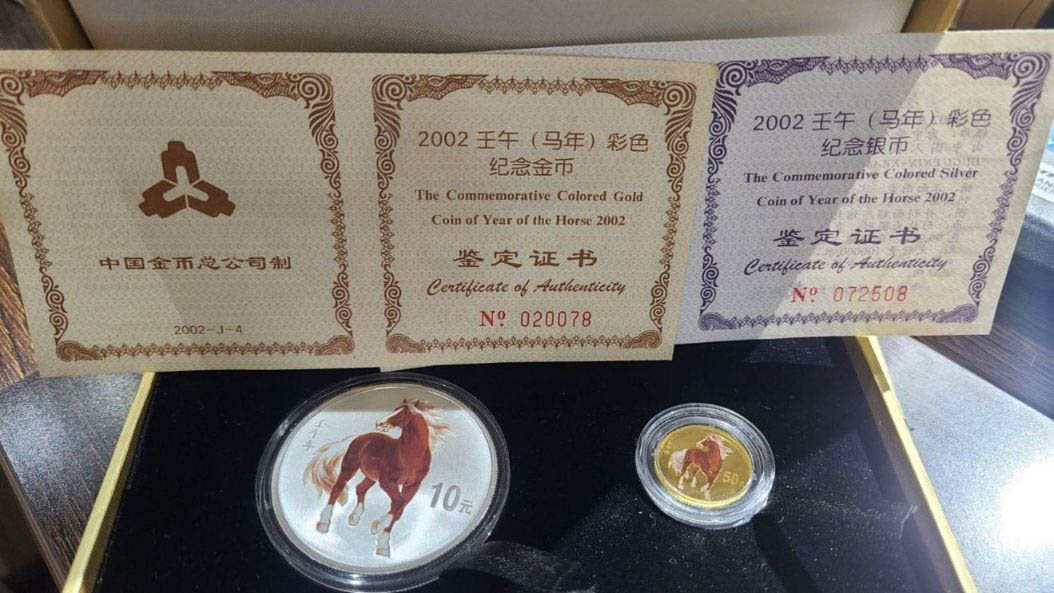 中国金币总公司制
2002-J-4
2002 壬午（马年）彩色
纪念金币
The Commemorative Colored Gold
Coin of Year of the Horse 2002
鉴定证书
Certificate of Authenticity
Nº 020078
2002 壬午（马年）彩色
纪念银币
The Commemorative Colored Silver
Coin of Year of the Horse 2002
鉴定证书
Certificate of Authenticity
Nº 072508
壬午年
10元
50